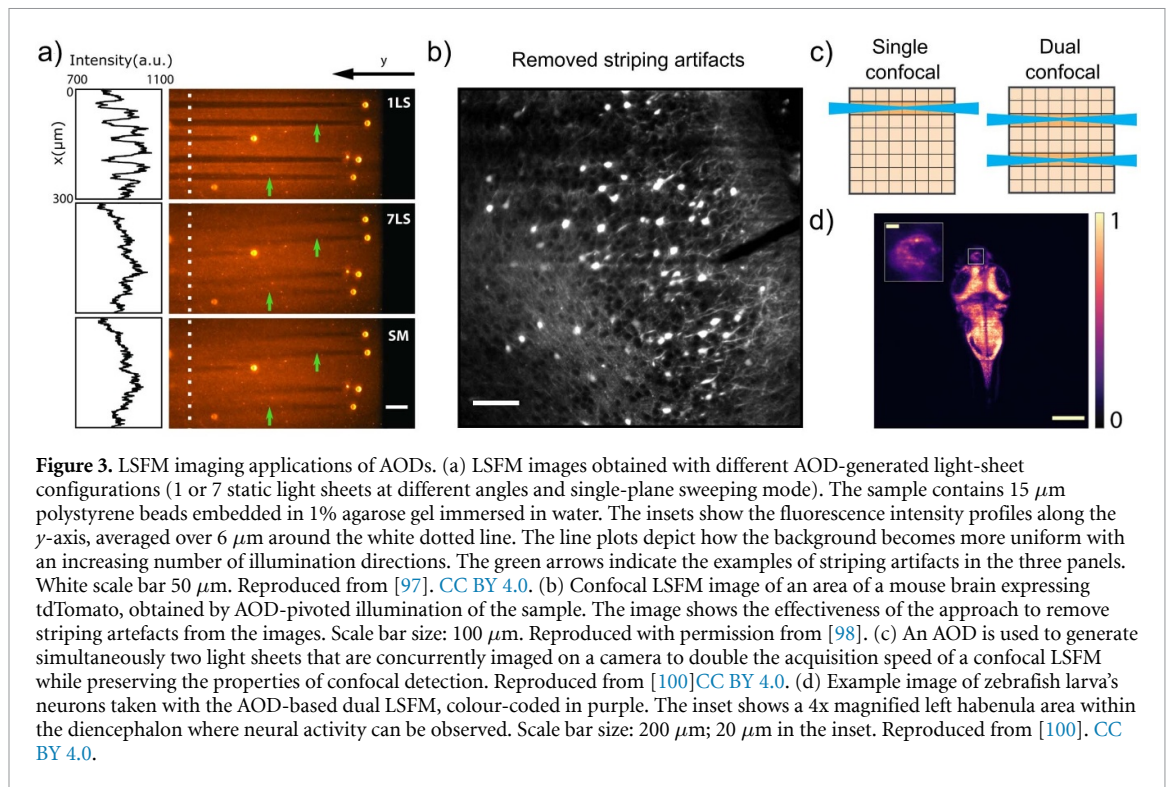 a)
Intensity(a.u.)
700 1100
y
0
x(μm)
300
1LS
7LS
SM
b)
Removed striping artifacts
c)
Single
confocal
Dual
confocal
d)
1
0
Figure 3. LSFM imaging applications of AODs. (a) LSFM images obtained with different AOD-generated light-sheet
configurations (1 or 7 static light sheets at different angles and single-plane sweeping mode). The sample contains 15 μm
polystyrene beads embedded in 1% agarose gel immersed in water. The insets show the fluorescence intensity profiles along the
y-axis, averaged over 6 μm around the white dotted line. The line plots depict how the background becomes more uniform with
an increasing number of illumination directions. The green arrows indicate the examples of striping artifacts in the three panels.
White scale bar 50 μm. Reproduced from [97]. CC BY 4.0. (b) Confocal LSFM image of an area of a mouse brain expressing
tdTomato, obtained by AOD-pivoted illumination of the sample. The image shows the effectiveness of the approach to remove
striping artefacts from the images. Scale bar size: 100 μm. Reproduced with permission from [98]. (c) An AOD is used to generate
simultaneously two light sheets that are concurrently imaged on a camera to double the acquisition speed of a confocal LSFM
while preserving the properties of confocal detection. Reproduced from [100]CC BY 4.0. (d) Example image of zebrafish larva's
neurons taken with the AOD-based dual LSFM, colour-coded in purple. The inset shows a 4x magnified left habenula area within
the diencephalon where neural activity can be observed. Scale bar size: 200 μm; 20 μm in the inset. Reproduced from [100]. CC
BY 4.0.